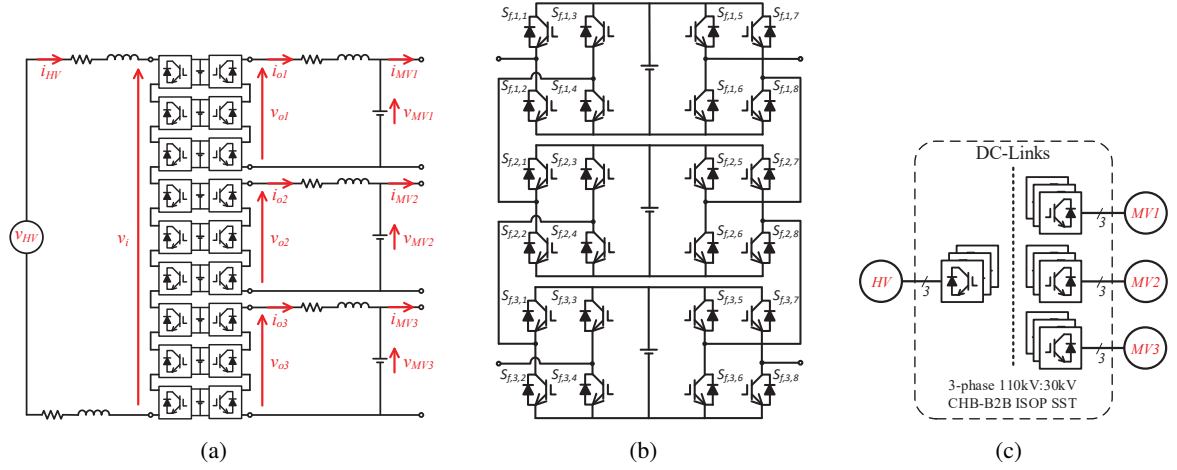 i_HV
v_HV
v_i
i_o1
i_MV1
v_o1
v_MV1
i_o2
i_MV2
v_o2
v_MV2
i_o3
i_MV3
v_o3
v_MV3
(a)
S_f,1,1
S_f,1,3
S_f,1,5
S_f,1,7
S_f,1,2
S_f,1,4
S_f,1,6
S_f,1,8
S_f,2,1
S_f,2,3
S_f,2,5
S_f,2,7
S_f,2,2
S_f,2,4
S_f,2,6
S_f,2,8
S_f,3,1
S_f,3,3
S_f,3,5
S_f,3,7
S_f,3,2
S_f,3,4
S_f,3,6
S_f,3,8
(b)
DC-Links
MV1
3
HV
3
MV2
3
MV3
3
3-phase 110kV:30kV
CHB-B2B ISOP SST
(c)